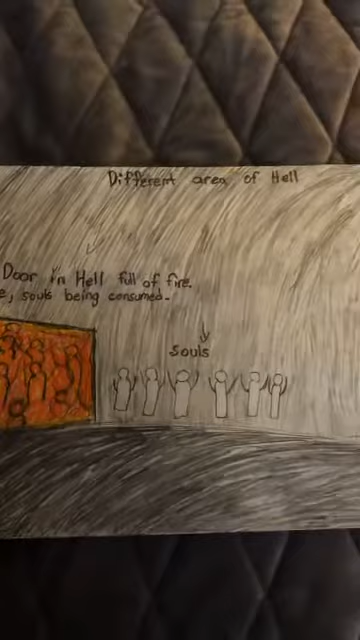 Different area of Hell
Door in Hell full of fire.
e, souls being consumed.
Souls